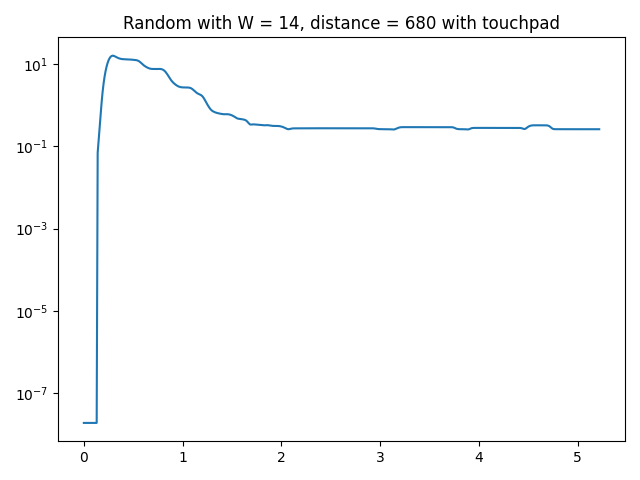 Random with W = 14, distance = 680 with touchpad
10¹
10⁻¹
10⁻³
10⁻⁵
10⁻⁷
0 1 2 3 4 5